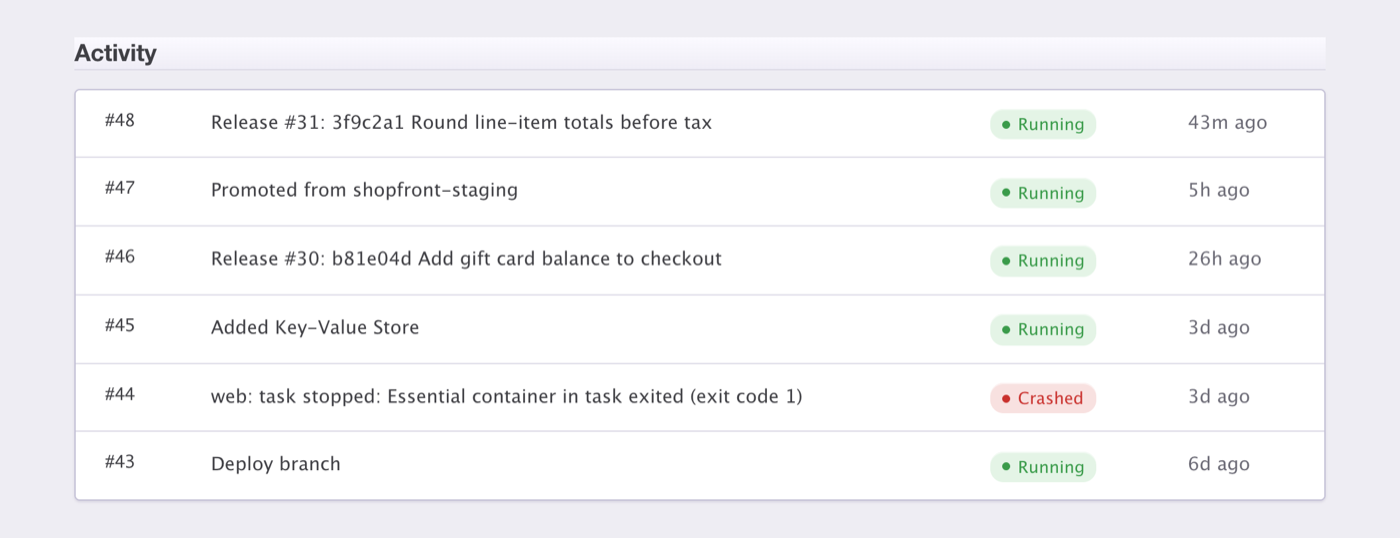 Activity
#48 Release #31: 3f9c2a1 Round line-item totals before tax Running 43m ago
#47 Promoted from shopfront-staging Running 5h ago
#46 Release #30: b81e04d Add gift card balance to checkout Running 26h ago
#45 Added Key-Value Store Running 3d ago
#44 web: task stopped: Essential container in task exited (exit code 1) Crashed 3d ago
#43 Deploy branch Running 6d ago